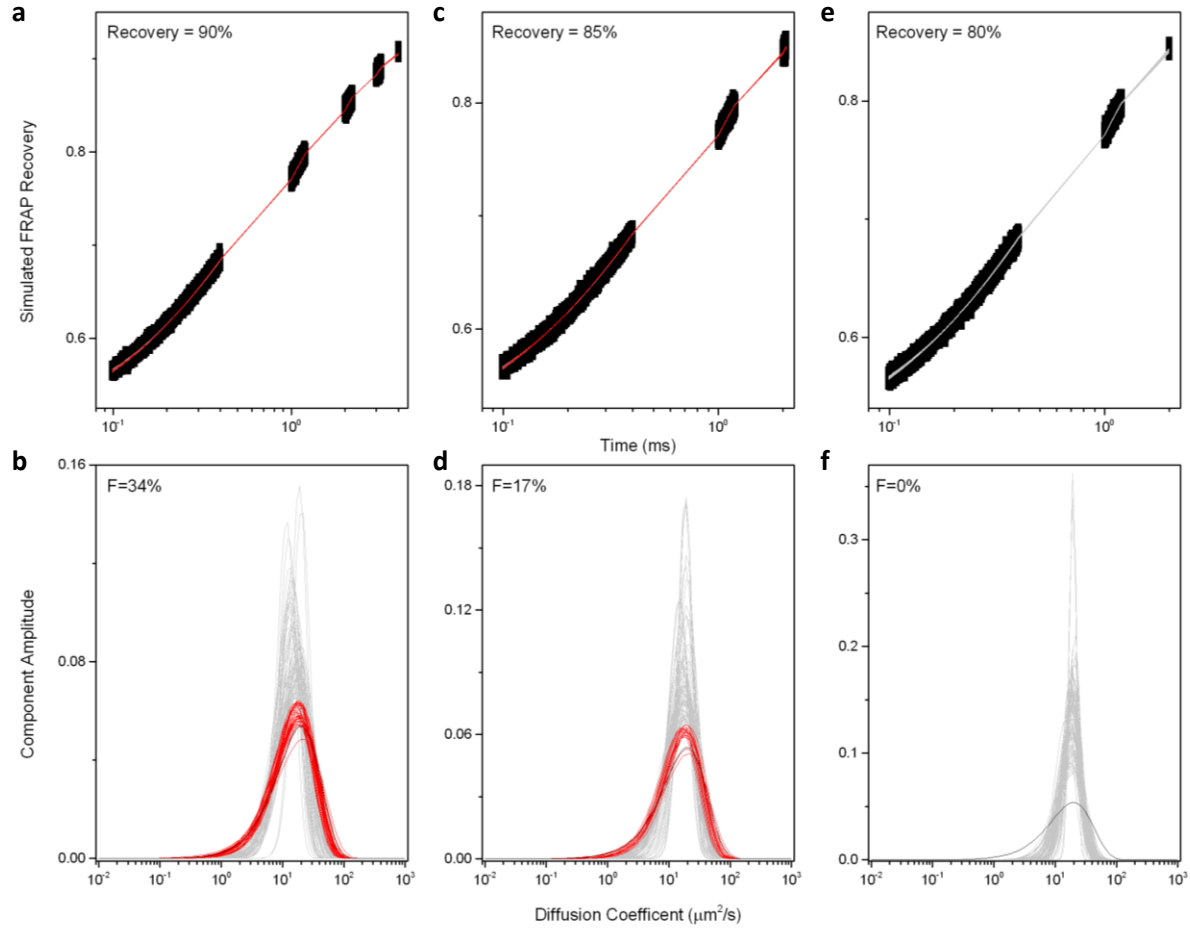 a
c
e
Recovery = 90%
Recovery = 85%
Recovery = 80%
Simulated FRAP Recovery
0.8
0.6
0.8
0.6
0.8
0.6
10⁻¹
10⁰
10⁻¹
10⁰
10⁻¹
10⁰
Time (ms)
b
d
f
F=34%
F=17%
F=0%
Component Amplitude
0.16
0.08
0.00
0.18
0.12
0.06
0.00
0.3
0.2
0.1
0.0
10⁻² 10⁻¹ 10⁰ 10¹ 10² 10³
10⁻² 10⁻¹ 10⁰ 10¹ 10² 10³
10⁻² 10⁻¹ 10⁰ 10¹ 10² 10³
Diffusion Coefficent (μm²/s)